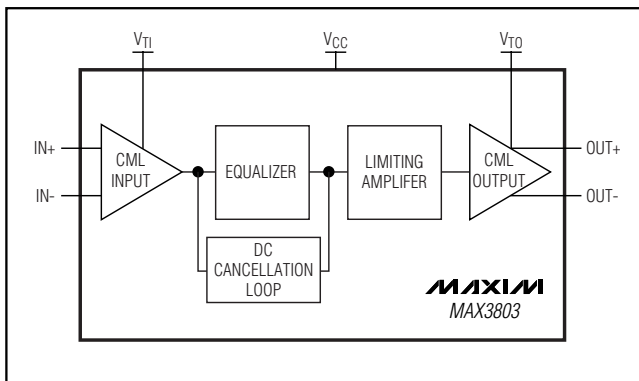 VTI
VCC
VTO
IN+
IN-
CML
INPUT
EQUALIZER
LIMITING
AMPLIFER
CML
OUTPUT
OUT+
OUT-
DC
CANCELLATION
LOOP
MAXIM
MAX3803